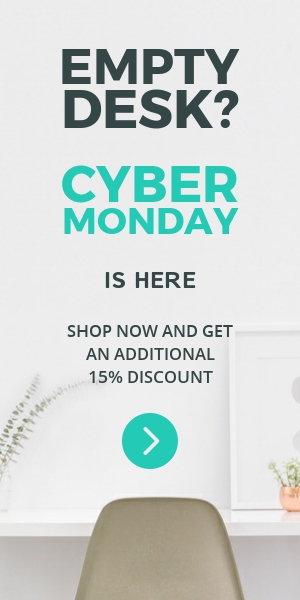 EMPTY
DESK?
CYBER
MONDAY
IS HERE
SHOP NOW AND GET
AN ADDITIONAL
15% DISCOUNT